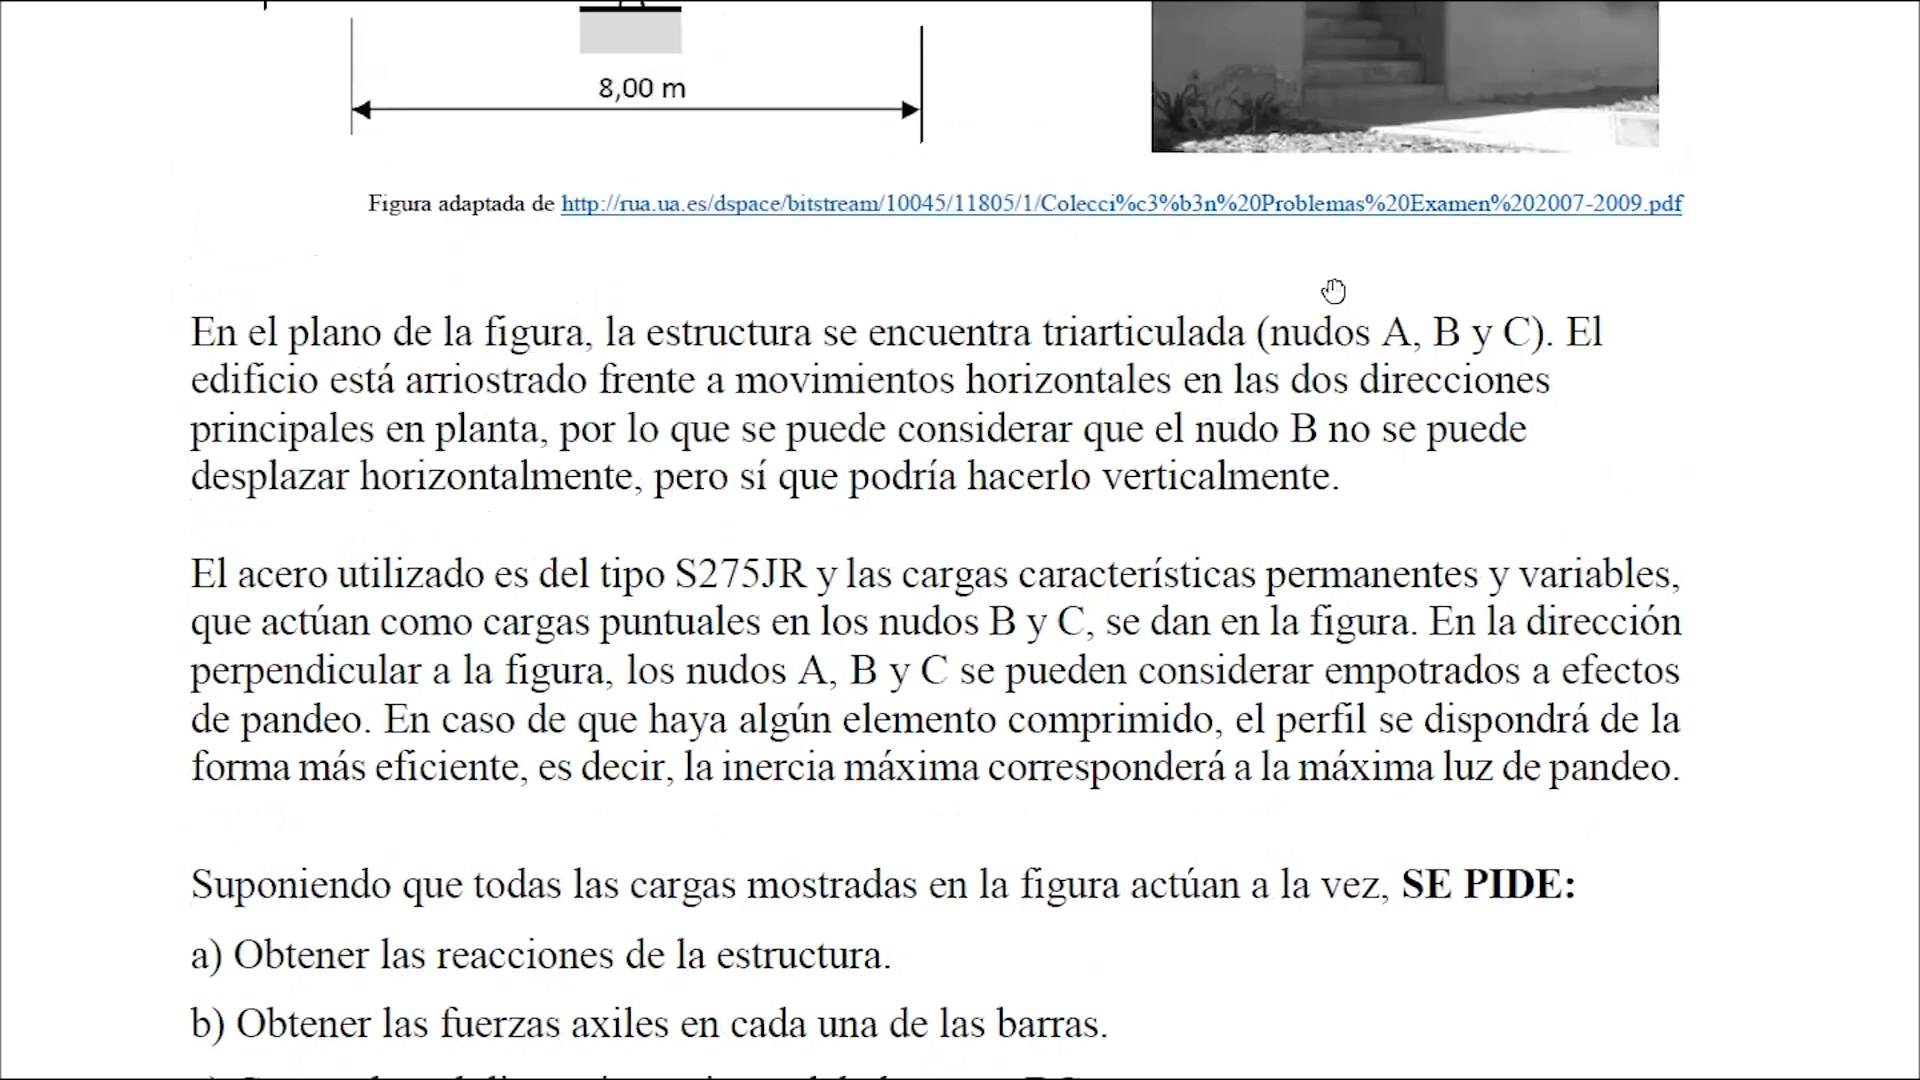 8,00 m
Figura adaptada de http://rua.ua.es/dspace/bitstream/10045/11805/1/Colecci%c3%b3n%20Problemas%20Examen%202007-2009.pdf
En el plano de la figura, la estructura se encuentra triarticulada (nudos A, B y C). El
edificio está arriostrado frente a movimientos horizontales en las dos direcciones
principales en planta, por lo que se puede considerar que el nudo B no se puede
desplazar horizontalmente, pero sí que podría hacerlo verticalmente.
El acero utilizado es del tipo S275JR y las cargas características permanentes y variables,
que actúan como cargas puntuales en los nudos B y C, se dan en la figura. En la dirección
perpendicular a la figura, los nudos A, B y C se pueden considerar empotrados a efectos
de pandeo. En caso de que haya algún elemento comprimido, el perfil se dispondrá de la
forma más eficiente, es decir, la inercia máxima corresponderá a la máxima luz de pandeo.
Suponiendo que todas las cargas mostradas en la figura actúan a la vez, SE PIDE:
a) Obtener las reacciones de la estructura.
b) Obtener las fuerzas axiles en cada una de las barras.